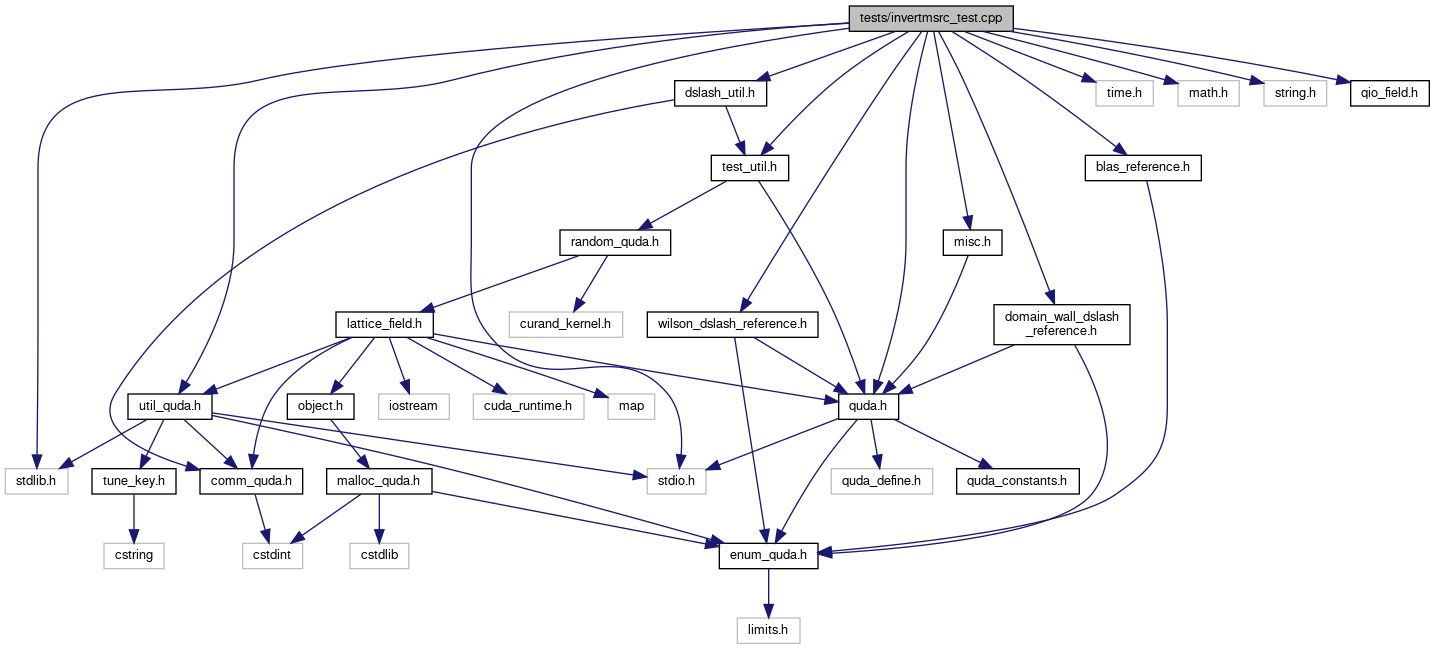 tests/invertmsrc_test.cpp
dslash_util.h
time.h
math.h
string.h
qio_field.h
test_util.h
blas_reference.h
random_quda.h
misc.h
lattice_field.h
curand_kernel.h
wilson_dslash_reference.h
domain_wall_dslash
_reference.h
util_quda.h
object.h
iostream
cuda_runtime.h
map
quda.h
stdlib.h
tune_key.h
comm_quda.h
malloc_quda.h
stdio.h
quda_define.h
quda_constants.h
cstring
cstdint
cstdlib
enum_quda.h
limits.h